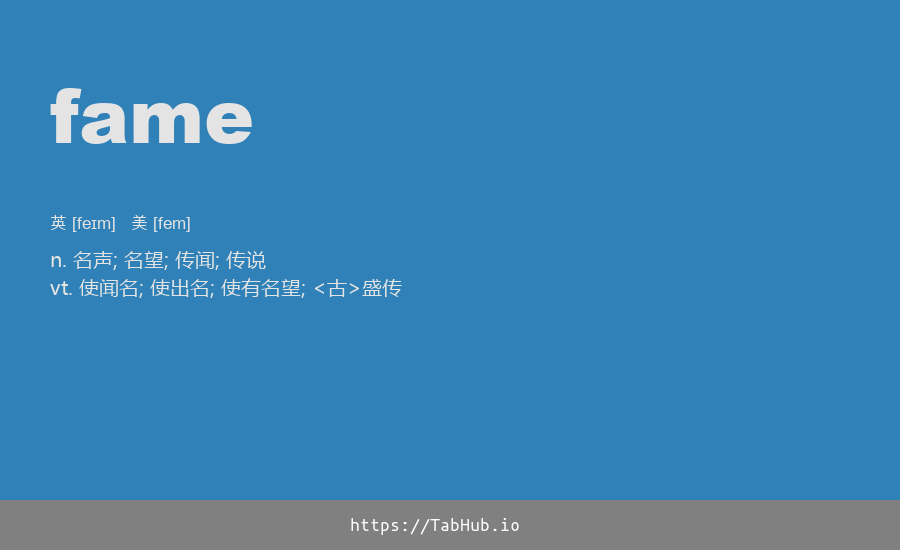 fame
英 [feɪm] 美 [fem]
n. 名声; 名望; 传闻; 传说
vt. 使闻名; 使出名; 使有名望; <古>盛传
https://TabHub.io